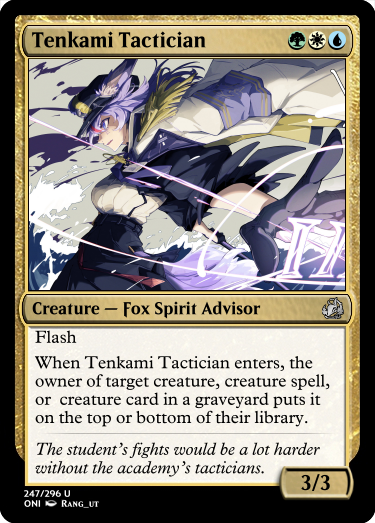 Tenkami Tactician
Creature — Fox Spirit Advisor
Flash
When Tenkami Tactician enters, the
owner of target creature, creature spell,
or creature card in a graveyard puts it
on the top or bottom of their library.
The student's fights would be a lot harder
without the academy's tacticians.
3/3
247/296 U
ONI Rang_ut